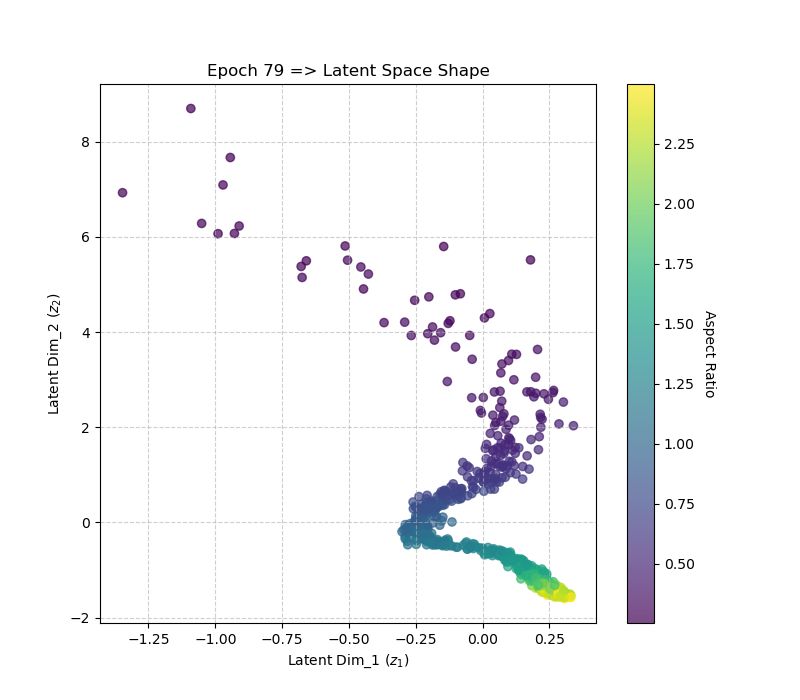 Epoch 79 => Latent Space Shape
8
6
4
2
0
−2
Latent Dim_2 (z₂)
−1.25 −1.00 −0.75 −0.50 −0.25 0.00 0.25
Latent Dim_1 (z₁)
2.25
2.00
1.75
1.50
1.25
1.00
0.75
0.50
Aspect Ratio